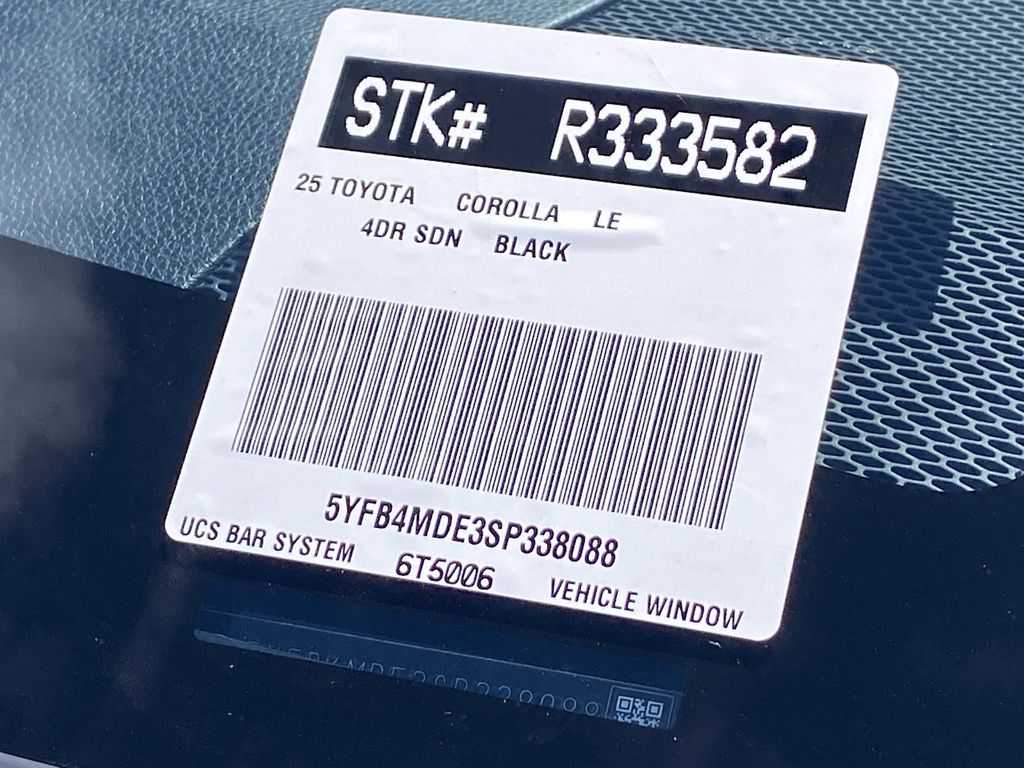 STK# R333582
25 TOYOTA COROLLA LE
4DR SDN BLACK
5YFB4MDE3SP338088
UCS BAR SYSTEM 6T5006 VEHICLE WINDOW